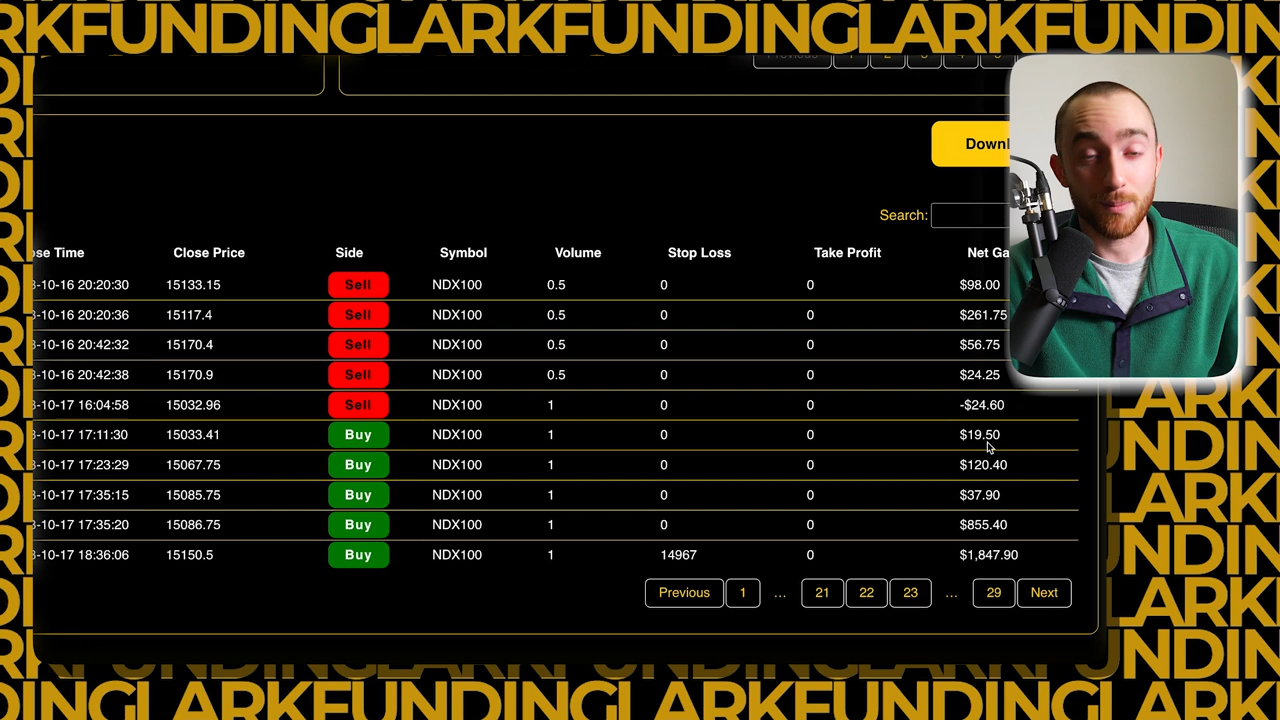 RKFUNDINGLARKFUNDINGLARKFUNDIN
Previous 1 2 3 4 5
Downl
Search:
ose Time Close Price Side Symbol Volume Stop Loss Take Profit Net Ga
3-10-16 20:20:30 15133.15 Sell NDX100 0.5 0 0 $98.00
3-10-16 20:20:36 15117.4 Sell NDX100 0.5 0 0 $261.75
3-10-16 20:42:32 15170.4 Sell NDX100 0.5 0 0 $56.75
3-10-16 20:42:38 15170.9 Sell NDX100 0.5 0 0 $24.25
3-10-17 16:04:58 15032.96 Sell NDX100 1 0 0 -$24.60
3-10-17 17:11:30 15033.41 Buy NDX100 1 0 0 $19.50
3-10-17 17:23:29 15067.75 Buy NDX100 1 0 0 $120.40
3-10-17 17:35:15 15085.75 Buy NDX100 1 0 0 $37.90
3-10-17 17:35:20 15086.75 Buy NDX100 1 0 0 $855.40
3-10-17 18:36:06 15150.5 Buy NDX100 1 14967 0 $1,847.90
Previous 1 ... 21 22 23 ... 29 Next
DINGLARKFUNDINGLARKFUNDINGLARK